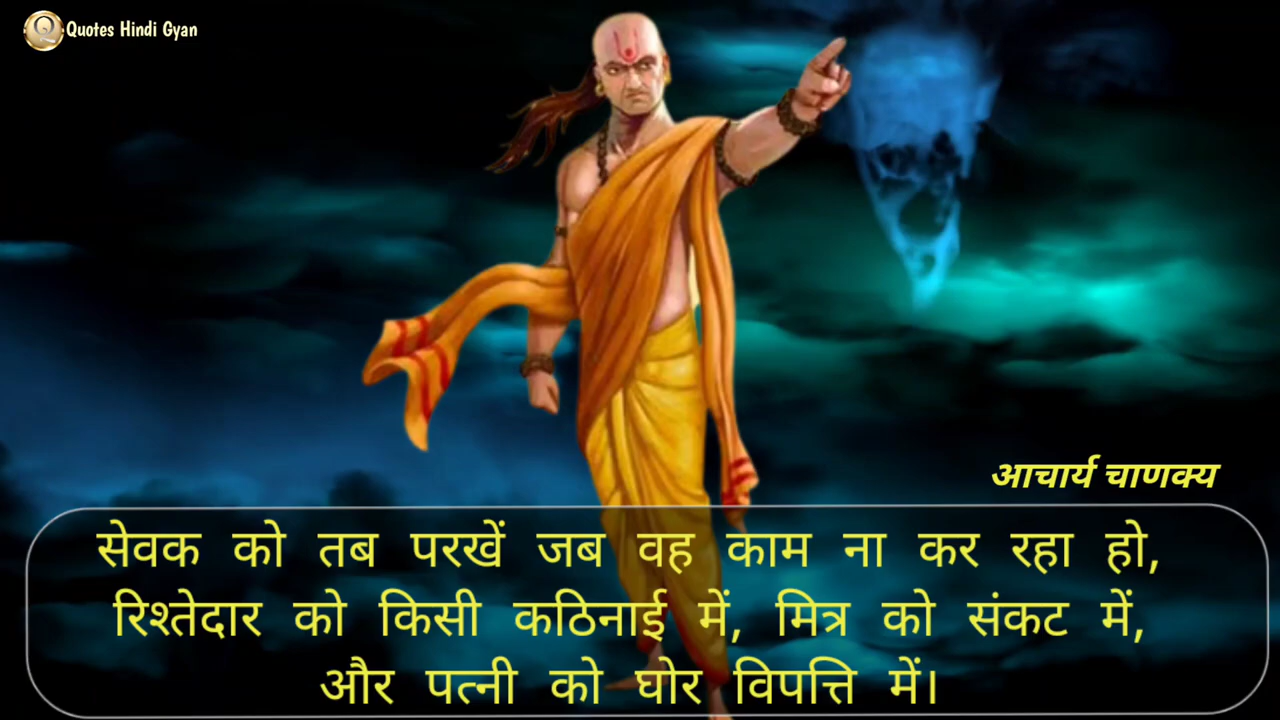 Quotes Hindi Gyan
आचार्य चाणक्य
सेवक को तब परखें जब वह काम ना कर रहा हो,
रिश्तेदार को किसी कठिनाई में, मित्र को संकट में,
और पत्नी को घोर विपत्ति में।